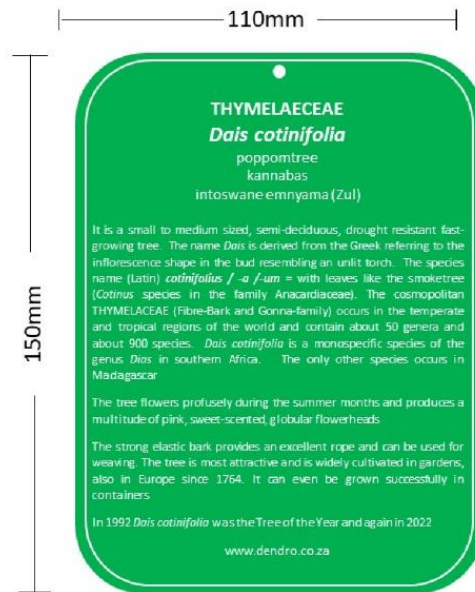 110mm
150mm
THYMELAECEAE
Dais cotinifolia
poppomtree
kannabas
intoswane emnyama (Zul)
It is a small to medium sized, semi-deciduous, drought resistant fast-
growing tree. The name Dais is derived from the Greek referring to the
inflorescence shape in the bud resembling an unlit torch. The species
name (Latin) cotinifolius / -a /-um = with leaves like the smoketree
(Cotinus species in the family Anacardiaceae). The cosmopolitan
THYMELACEAE (Fibre-Bark and Gonna-family) occurs in the temperate
and tropical regions of the world and contain about 50 genera and
about 900 species. Dais cotinifolia is a monospecific species of the
genus Dias in southern Africa. The only other species occurs in
Madagascar
The tree flowers profusely during the summer months and produces a
multitude of pink, sweet-scented, globular flowerheads
The strong elastic bark provides an excellent rope and can be used for
weaving. The tree is most attractive and is widely cultivated in gardens,
also in Europe since 1764. It can even be grown successfully in
containers
In 1992 Dais cotinifolia was the Tree of the Year and again in 2022
www.dendro.co.za